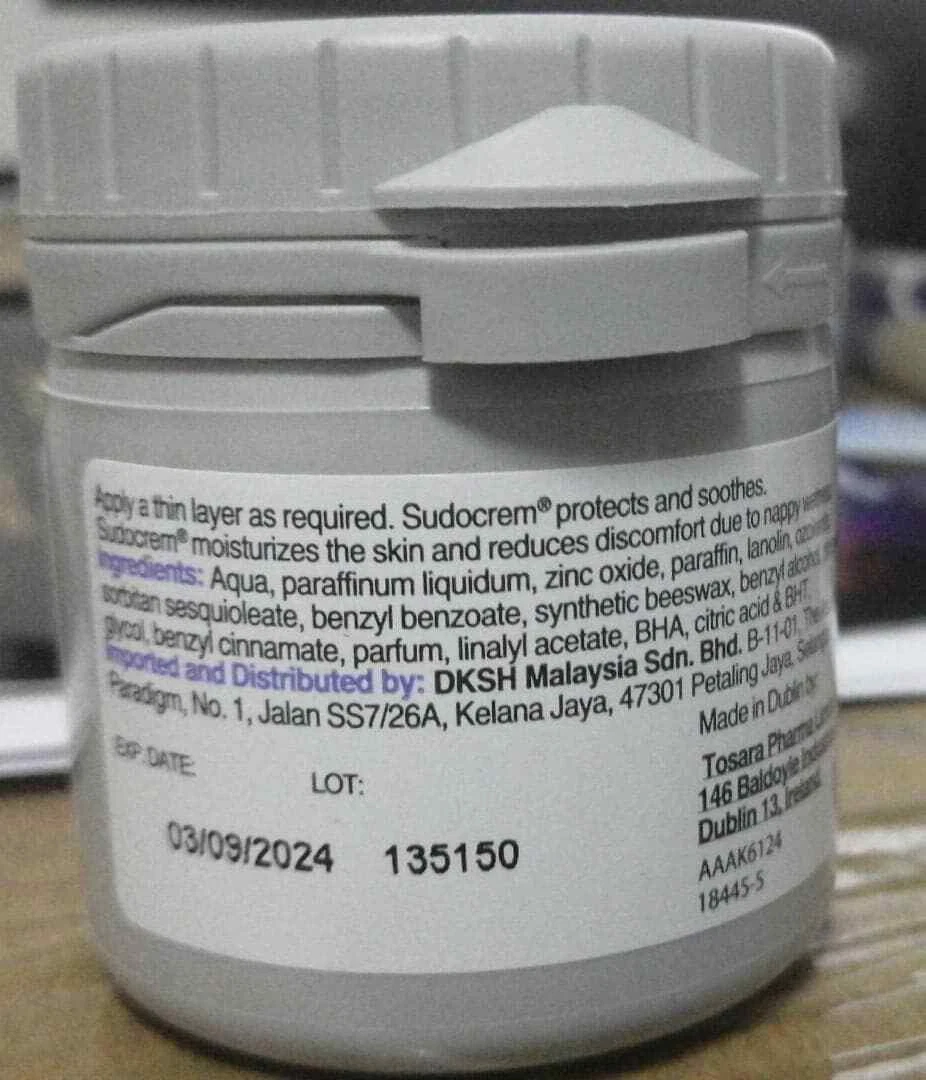 Apply a thin layer as required. Sudocrem® protects and soothes.
Sudocrem® moisturizes the skin and reduces discomfort due to nappy
Ingredients: Aqua, paraffinum liquidum, zinc oxide, paraffin, lanolin,
sorbitan sesquioleate, benzyl benzoate, synthetic beeswax, benzyl alcohol,
glycol, benzyl cinnamate, parfum, linalyl acetate, BHA, citric acid & BHT.
Imported and Distributed by: DKSH Malaysia Sdn. Bhd. B-11-01, The
Paradigm, No. 1, Jalan SS7/26A, Kelana Jaya, 47301 Petaling Jaya,
Made in Dublin by:
Tosara Pharma
146 Baldoyle
Dublin 13, Ireland.
AAAK6124
18445-5
EXP. DATE:
LOT:
03/09/2024 135150